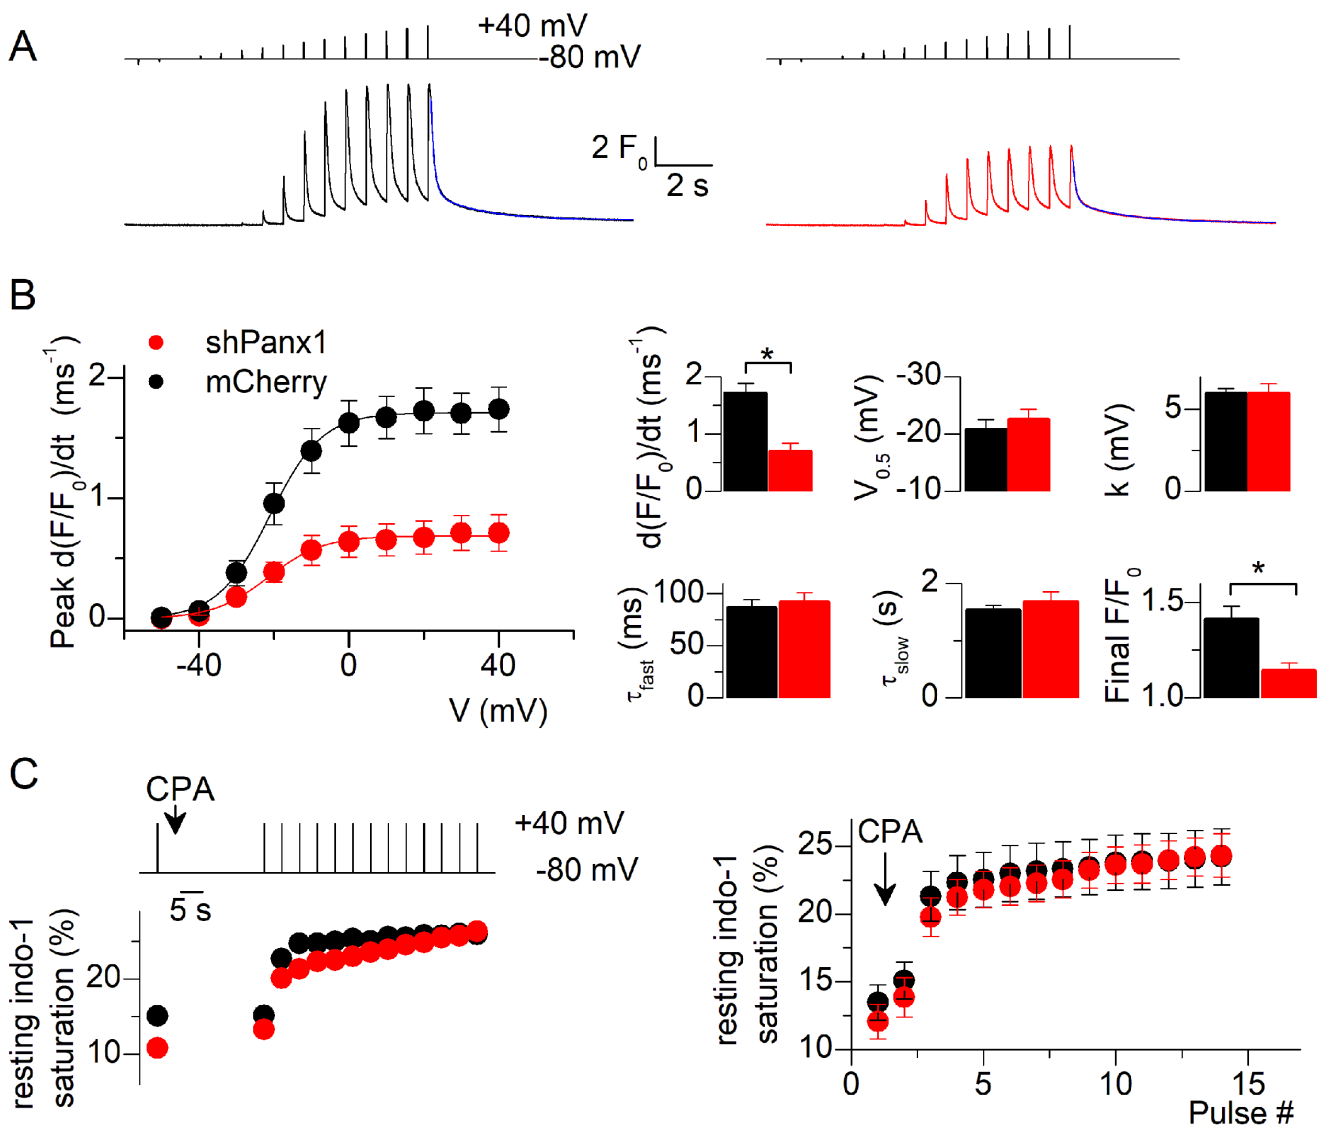 A
+40 mV
-80 mV
2 F0
2 s
B
shPanx1
mCherry
Peak d(F/F0)/dt (ms-1)
2
1
0
-40
0
40
V (mV)
d(F/F0)/dt (ms-1)
2
1
0
*
V0.5 (mV)
-30
-20
-10
k (mV)
5
0
τfast (ms)
100
50
0
τslow (s)
2
0
Final F/F0
1.5
1.0
*
C
CPA
+40 mV
-80 mV
5 s
resting indo-1
saturation (%)
20
10
CPA
resting indo-1
saturation (%)
25
20
15
10
0
5
10
15
Pulse #